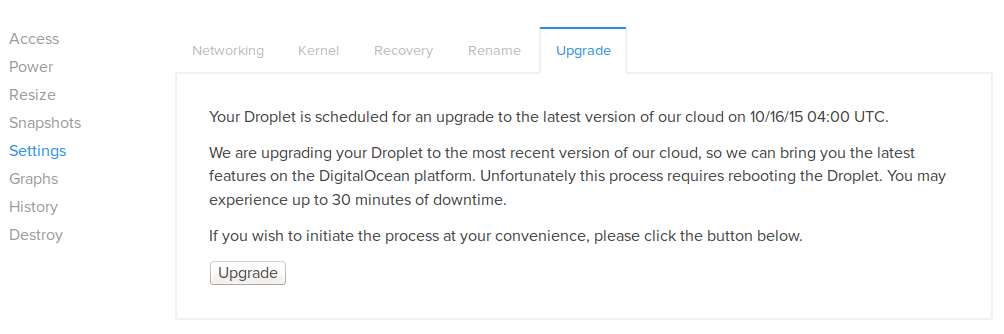 Access
Power
Resize
Snapshots
Settings
Graphs
History
Destroy
Networking
Kernel
Recovery
Rename
Upgrade
Your Droplet is scheduled for an upgrade to the latest version of our cloud on 10/16/15 04:00 UTC.
We are upgrading your Droplet to the most recent version of our cloud, so we can bring you the latest
features on the DigitalOcean platform. Unfortunately this process requires rebooting the Droplet. You may
experience up to 30 minutes of downtime.
If you wish to initiate the process at your convenience, please click the button below.
Upgrade